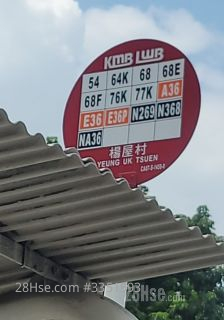 KMB LWB
54 64K 68 68E
68F 76K 77K A36
E36 E36P N269 N368
NA36
楊屋村
YEUNG UK TSUEN
28Hse.com
28Hse.com